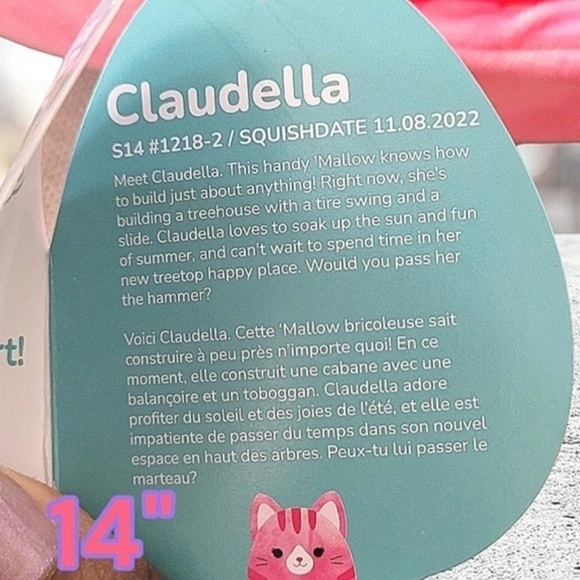 Claudella
S14 #1218-2 / SQUISHDATE 11.08.2022
Meet Claudella. This handy 'Mallow knows how
to build just about anything! Right now, she's
building a treehouse with a tire swing and a
slide. Claudella loves to soak up the sun and fun
of summer, and can't wait to spend time in her
new treetop happy place. Would you pass her
the hammer?
Voici Claudella. Cette 'Mallow bricoleuse sait
construire à peu près n'importe quoi! En ce
moment, elle construit une cabane avec une
balançoire et un toboggan. Claudella adore
profiter du soleil et des joies de l'été, et elle est
impatiente de passer du temps dans son nouvel
espace en haut des arbres. Peux-tu lui passer le
marteau?
14"